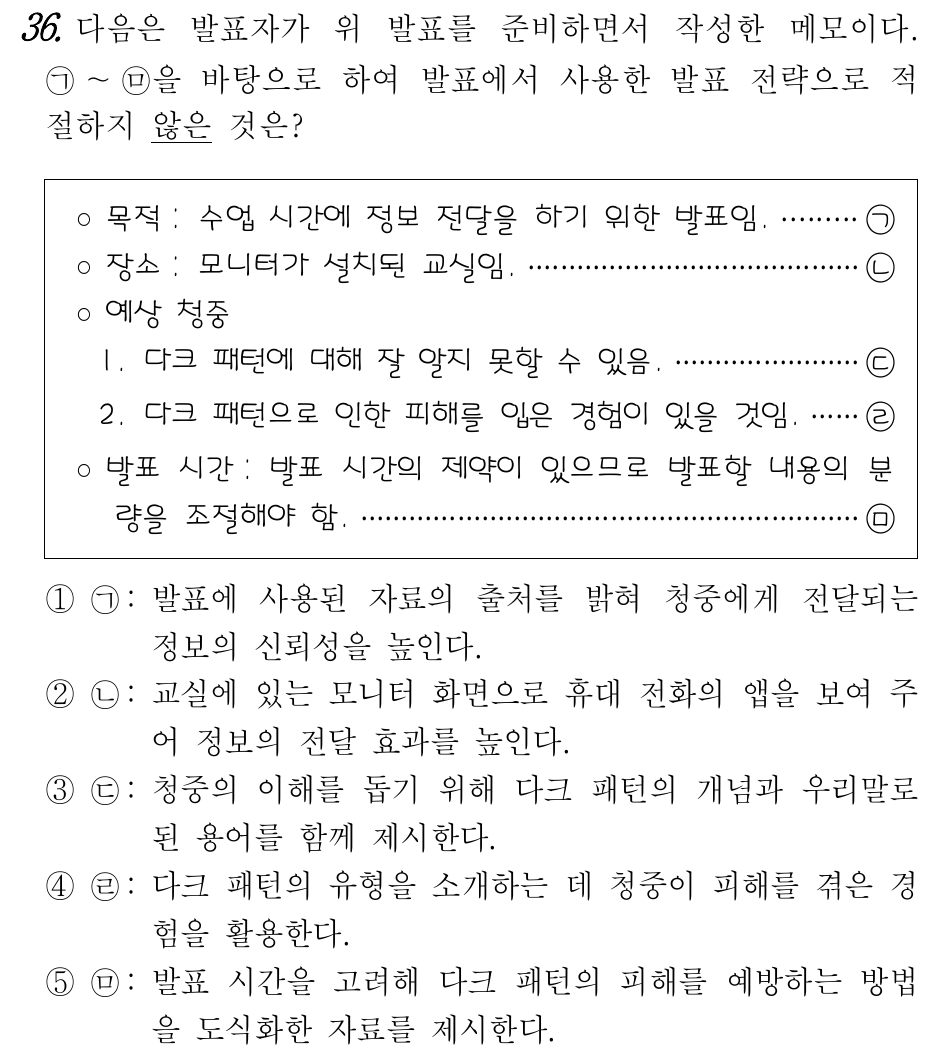 36. 다음은 발표자가 위 발표를 준비하면서 작성한 메모이다.
㉠ ~ ㉤을 바탕으로 하여 발표에서 사용한 발표 전략으로 적
절하지 않은 것은?
○ 목적 : 수업 시간에 정보 전달을 하기 위한 발표임. ········· ㉠
○ 장소 : 모니터가 설치된 교실임. ······································ ㉡
○ 예상 청중
1. 다크 패턴에 대해 잘 알지 못할 수 있음. ······················· ㉢
2. 다크 패턴으로 인한 피해를 입은 경험이 있을 것임. ······ ㉣
○ 발표 시간 : 발표 시간의 제약이 있으므로 발표할 내용의 분
량을 조절해야 함. ······························································ ㉤
① ㉠ : 발표에 사용된 자료의 출처를 밝혀 청중에게 전달되는
정보의 신뢰성을 높인다.
② ㉡ : 교실에 있는 모니터 화면으로 휴대 전화의 앱을 보여 주
어 정보의 전달 효과를 높인다.
③ ㉢ : 청중의 이해를 돕기 위해 다크 패턴의 개념과 우리말로
된 용어를 함께 제시한다.
④ ㉣ : 다크 패턴의 유형을 소개하는 데 청중이 피해를 겪은 경
험을 활용한다.
⑤ ㉤ : 발표 시간을 고려해 다크 패턴의 피해를 예방하는 방법
을 도식화한 자료를 제시한다.